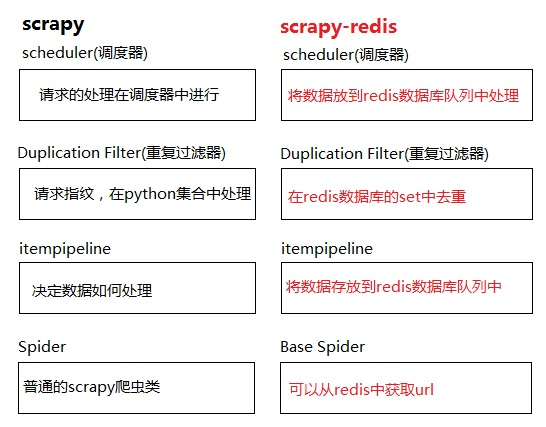 scrapy
scrapy-redis
scheduler(调度器)
scheduler(调度器)
请求的处理在调度器中进行
将数据放到redis数据库队列中处理
Duplication Filter(重复过滤器)
Duplication Filter(重复过滤器)
请求指纹，在python集合中处理
在redis数据库的set中去重
itempipeline
itempipeline
决定数据如何处理
将数据存放到redis数据库队列中
Spider
Base Spider
普通的scrapy爬虫类
可以从redis中获取url